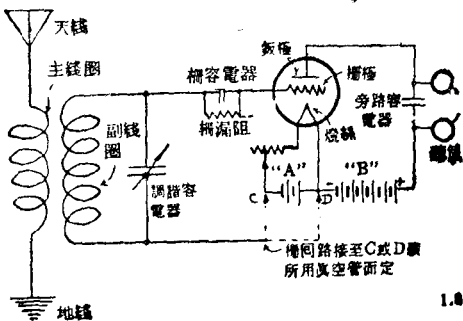 天綫
主綫圈
副綫
圈
調諧容
電器
地綫
柵容電器
柵漏阻
鈑極
柵極
燈絲
旁路容
電器
聽筒
"A"
"B"
C
D
+
柵回路接至C或D續
所用眞空管而定
1.8